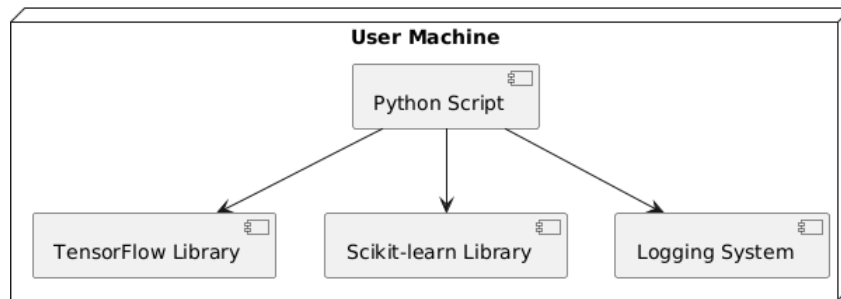 User Machine
Python Script
TensorFlow Library
Scikit-learn Library
Logging System